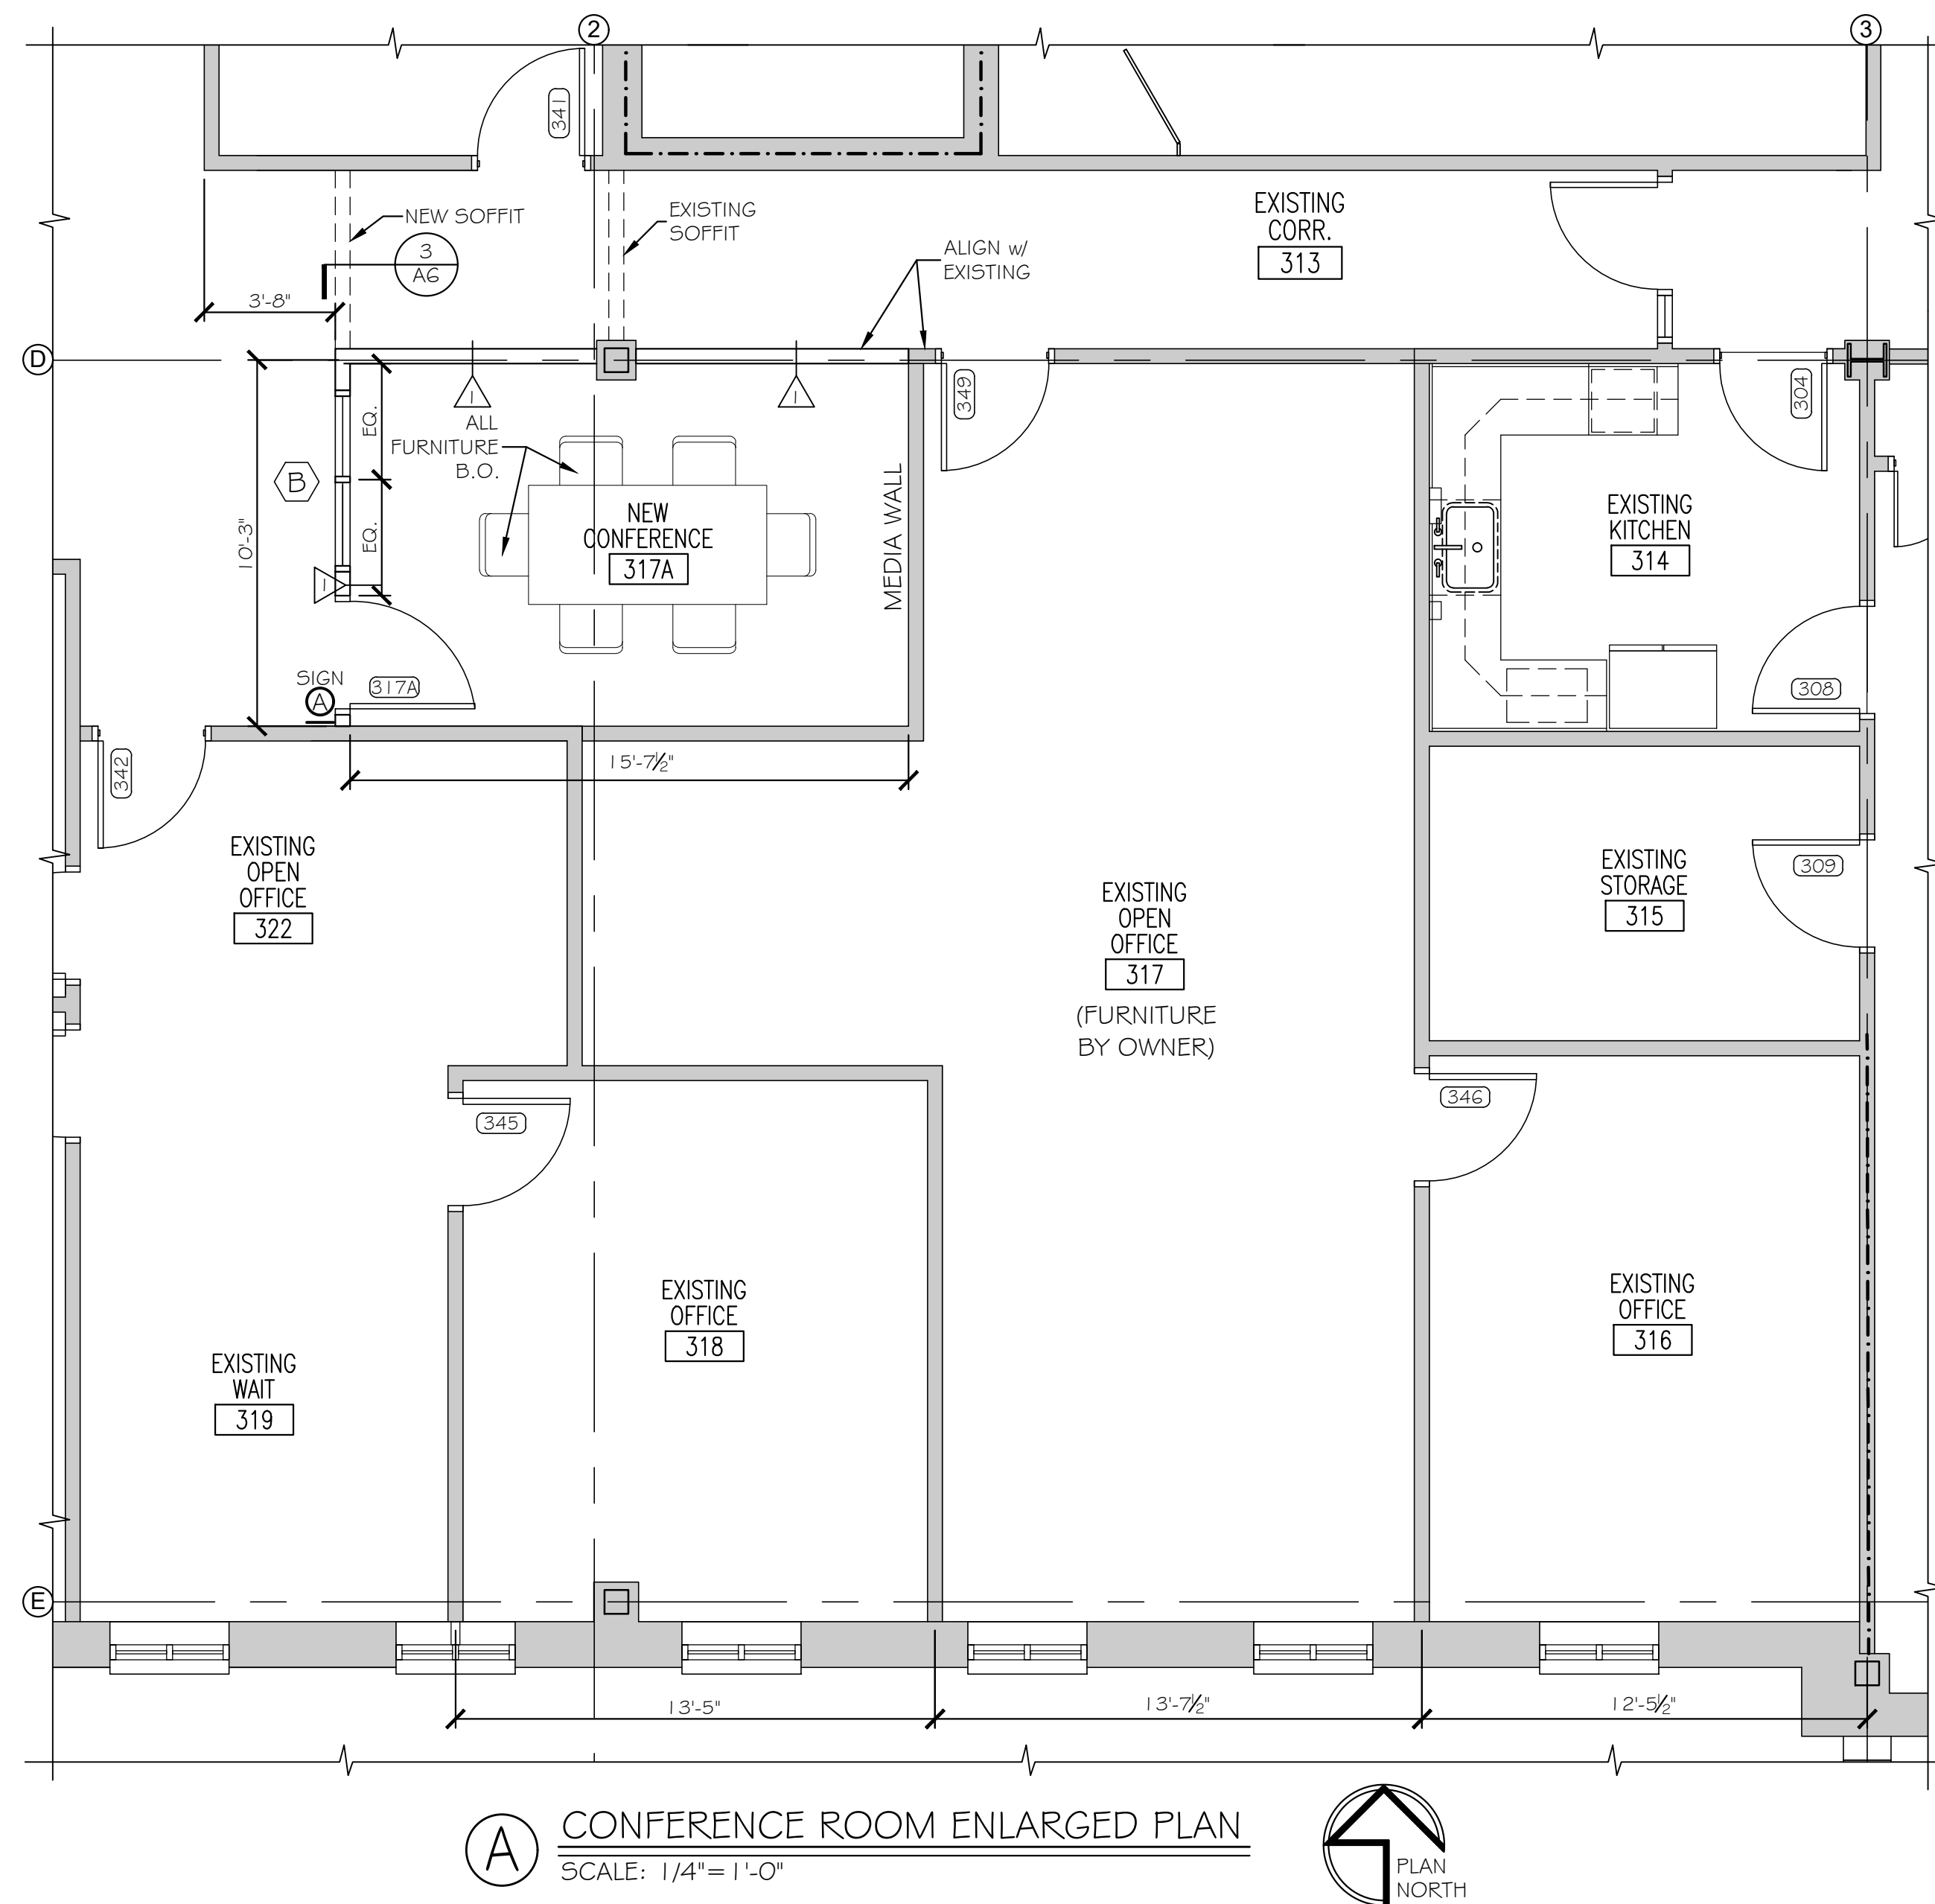 2
3
341
NEW SOFFIT
EXISTING
SOFFIT
3
A6
3'-8"
ALIGN w/
EXISTING
EXISTING
CORR.
313
D
1
1
EQ.
EQ.
ALL
FURNITURE
B.O.
349
304
B
10'-3"
NEW
CONFERENCE
317A
MEDIA WALL
EXISTING
KITCHEN
314
1
SIGN
A
317A
308
342
15'-7½"
EXISTING
OPEN
OFFICE
322
EXISTING
STORAGE
315
309
EXISTING
OPEN
OFFICE
317
(FURNITURE
BY OWNER)
345
346
EXISTING
OFFICE
318
EXISTING
OFFICE
316
EXISTING
WAIT
319
E
13'-5"
13'-7½"
12'-5½"
A
CONFERENCE ROOM ENLARGED PLAN
SCALE: 1/4"=1'-0"
PLAN
NORTH